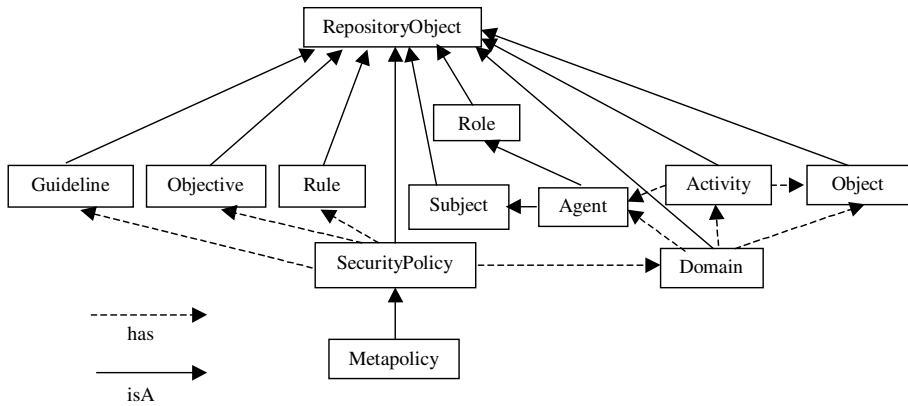 RepositoryObject
Role
Guideline
Objective
Rule
Subject
Agent
Activity
Object
SecurityPolicy
Domain
has
Metapolicy
isA